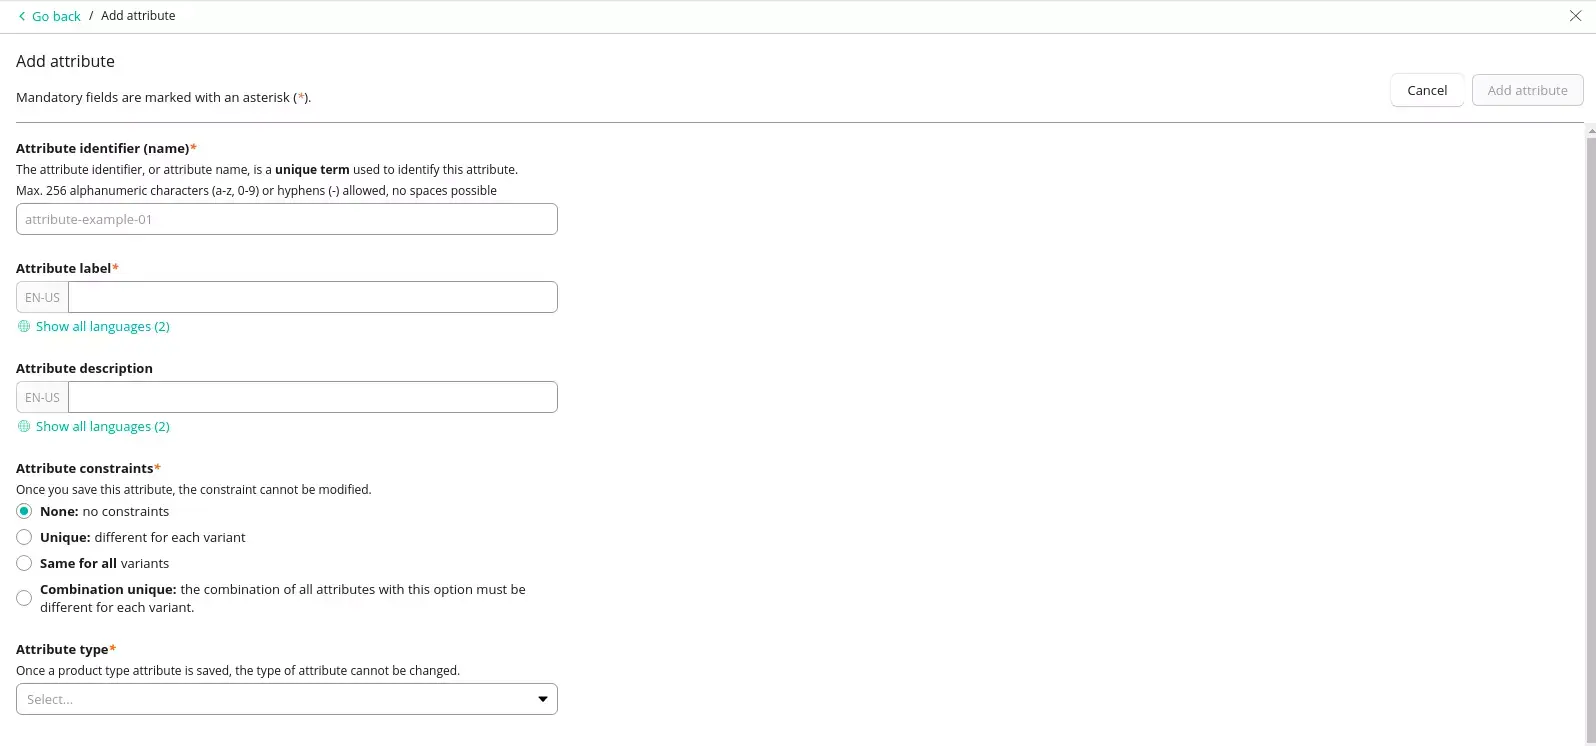 Go back / Add attribute
Add attribute
Mandatory fields are marked with an asterisk (*).
Cancel
Add attribute
Attribute identifier (name)*
The attribute identifier, or attribute name, is a unique term used to identify this attribute.
Max. 256 alphanumeric characters (a-z, 0-9) or hyphens (-) allowed, no spaces possible
attribute-example-01
Attribute label*
EN-US
Show all languages (2)
Attribute description
EN-US
Show all languages (2)
Attribute constraints*
Once you save this attribute, the constraint cannot be modified.
None: no constraints
Unique: different for each variant
Same for all variants
Combination unique: the combination of all attributes with this option must be
different for each variant.
Attribute type*
Once a product type attribute is saved, the type of attribute cannot be changed.
Select...